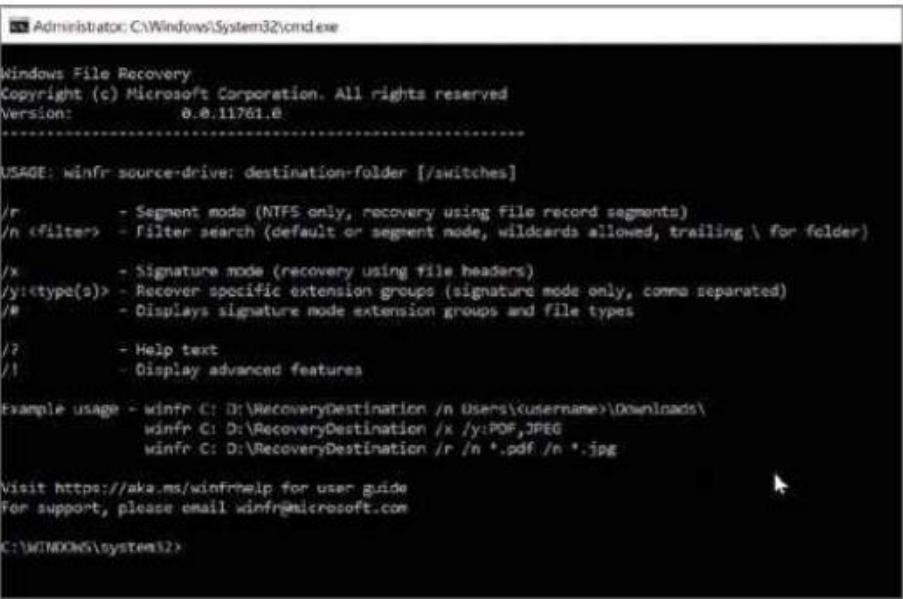 Administrator: C:\Windows\System32\cmd.exe
Windows File Recovery
Copyright (c) Microsoft Corporation. All rights reserved
Version: 0.0.11761.0
------------------------------------------------------------
USAGE: winfr source-drive: destination-folder [/switches]
/r - Segment mode (NTFS only, recovery using file record segments)
/n <filter> - Filter search (default or segment mode, wildcards allowed, trailing \ for folder)
/x - Signature mode (recovery using file headers)
/y:<type(s)> - Recover specific extension groups (signature mode only, comma separated)
/# - Displays signature mode extension groups and file types
/? - Help text
/! - Display advanced features
Example usage - winfr C: D:\RecoveryDestination /n Users\<username>\Downloads\
winfr C: D:\RecoveryDestination /x /y:PDF,JPEG
winfr C: D:\RecoveryDestination /r /n *.pdf /n *.jpg
Visit https://aka.ms/winfrhelp for user guide
For support, please email winfr@microsoft.com
C:\WINDOWS\system32>